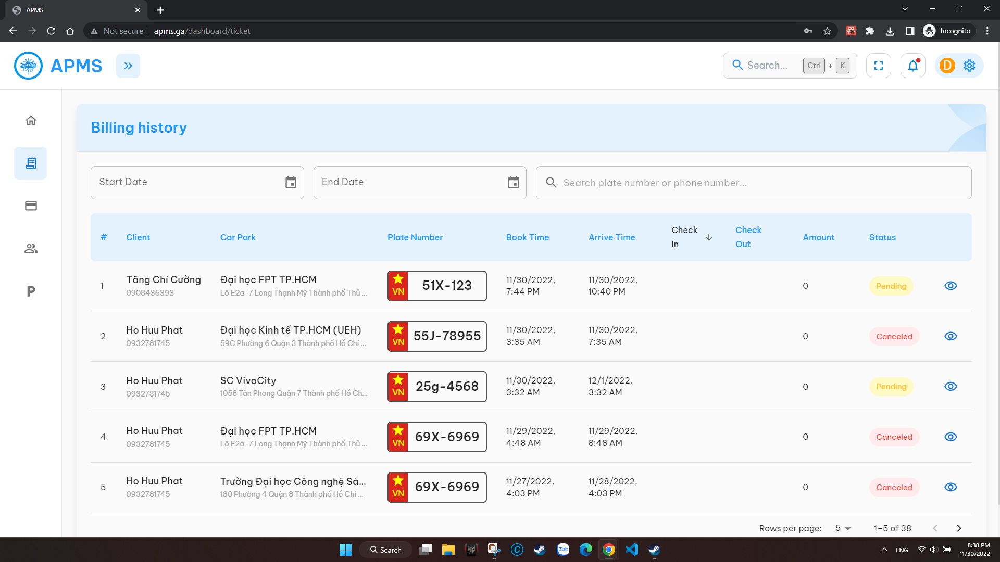 APMS
Not secure
apms.ga/dashboard/ticket
Incognito
APMS
Search...
Ctrl + K
D
Billing history
Start Date
End Date
Search plate number or phone number...
# Client Car Park Plate Number Book Time Arrive Time Check In Check Out Amount Status
1 Tăng Chí Cường Đại học FPT TP.HCM VN 51X-123 11/30/2022, 11/30/2022, 0 Pending
0908436393 Lô E2a-7 Long Thạnh Mỹ Thành phố Thủ ... 7:44 PM 10:40 PM
2 Ho Huu Phat Đại học Kinh tế TP.HCM (UEH) VN 55J-78955 11/30/2022, 11/30/2022, 0 Canceled
0932781745 59C Phường 6 Quận 3 Thành phố Hồ Chí ... 3:35 AM 7:35 AM
3 Ho Huu Phat SC VivoCity VN 25g-4568 11/30/2022, 12/1/2022, 0 Pending
0932781745 1058 Tân Phong Quận 7 Thành phố Hồ Ch... 3:32 AM 3:32 AM
4 Ho Huu Phat Đại học FPT TP.HCM VN 69X-6969 11/29/2022, 11/29/2022, 0 Canceled
0932781745 Lô E2a-7 Long Thạnh Mỹ Thành phố Thủ ... 4:48 AM 8:48 AM
5 Ho Huu Phat Trường Đại học Công nghệ Sà... VN 69X-6969 11/27/2022, 11/28/2022, 0 Canceled
0932781745 180 Phường 4 Quận 8 Thành phố Hồ Chí ... 4:03 PM 4:03 PM
P
Rows per page: 5 1-5 of 38
Search
Zalo
ENG
8:38 PM
11/30/2022